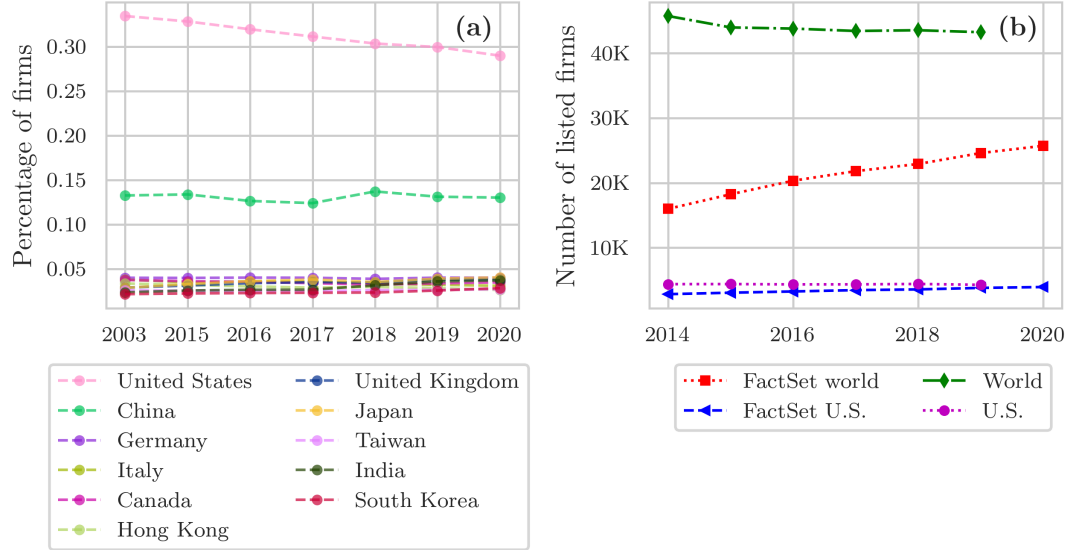 (a)
Percentage of firms
0.30
0.25
0.20
0.15
0.10
0.05
2003 2015 2016 2017 2018 2019 2020
United States
China
Germany
Italy
Canada
Hong Kong
United Kingdom
Japan
Taiwan
India
South Korea
(b)
Number of listed firms
40K
30K
20K
10K
2014 2016 2018 2020
FactSet world
FactSet U.S.
World
U.S.